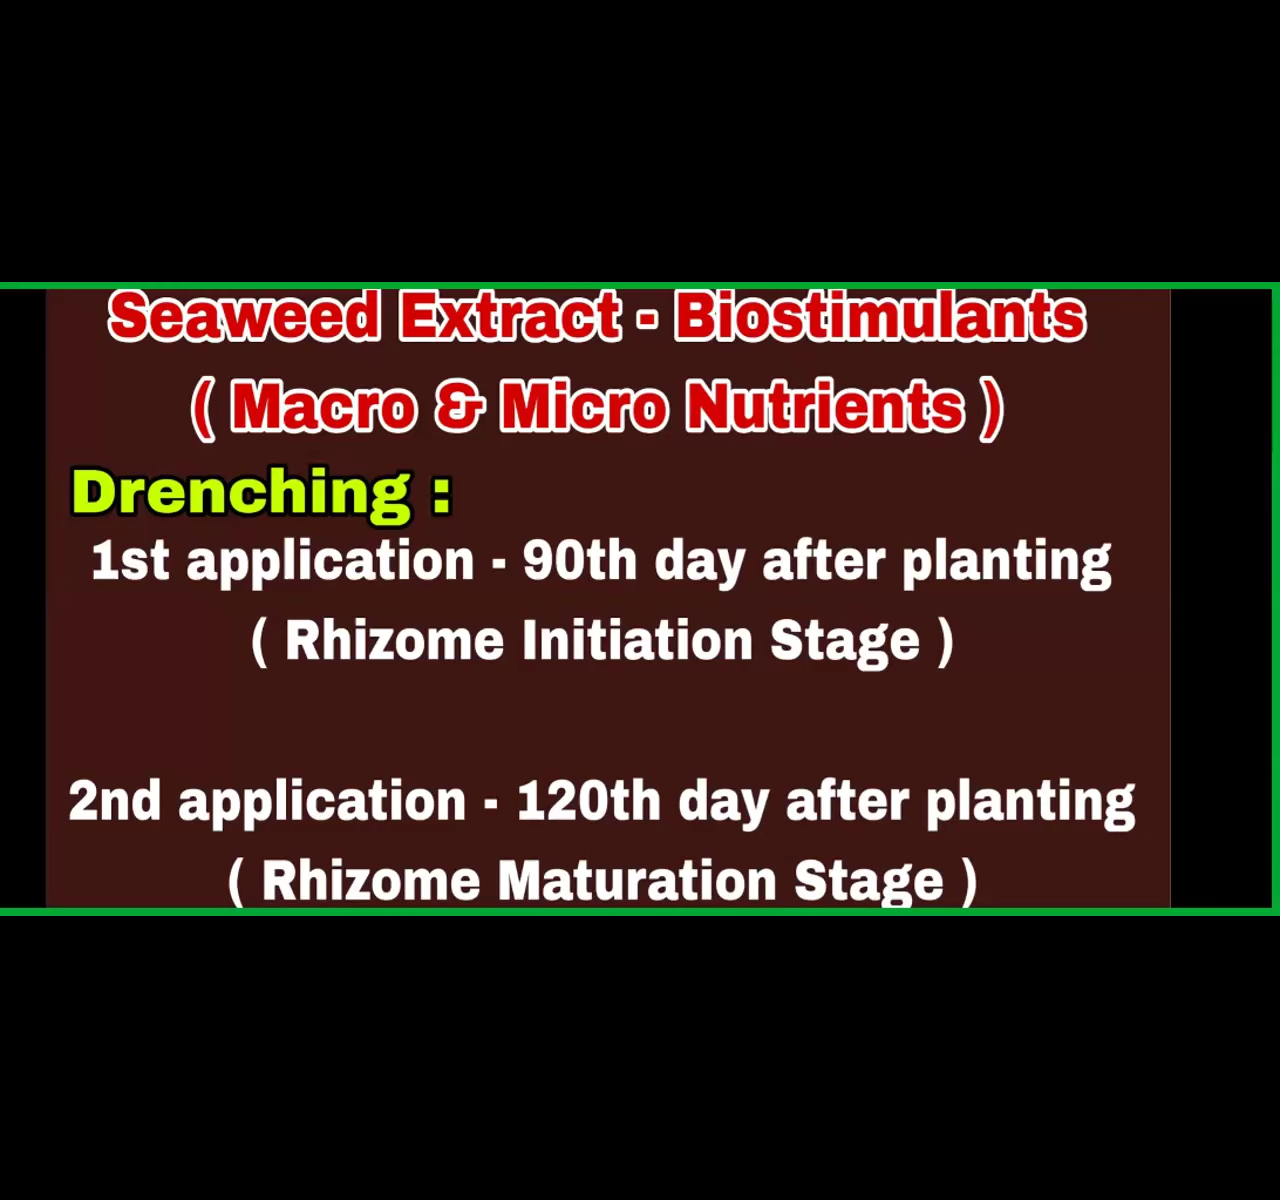 Seaweed Extract - Biostimulants
( Macro & Micro Nutrients )
Drenching :
1st application - 90th day after planting
( Rhizome Initiation Stage )
2nd application - 120th day after planting
( Rhizome Maturation Stage )